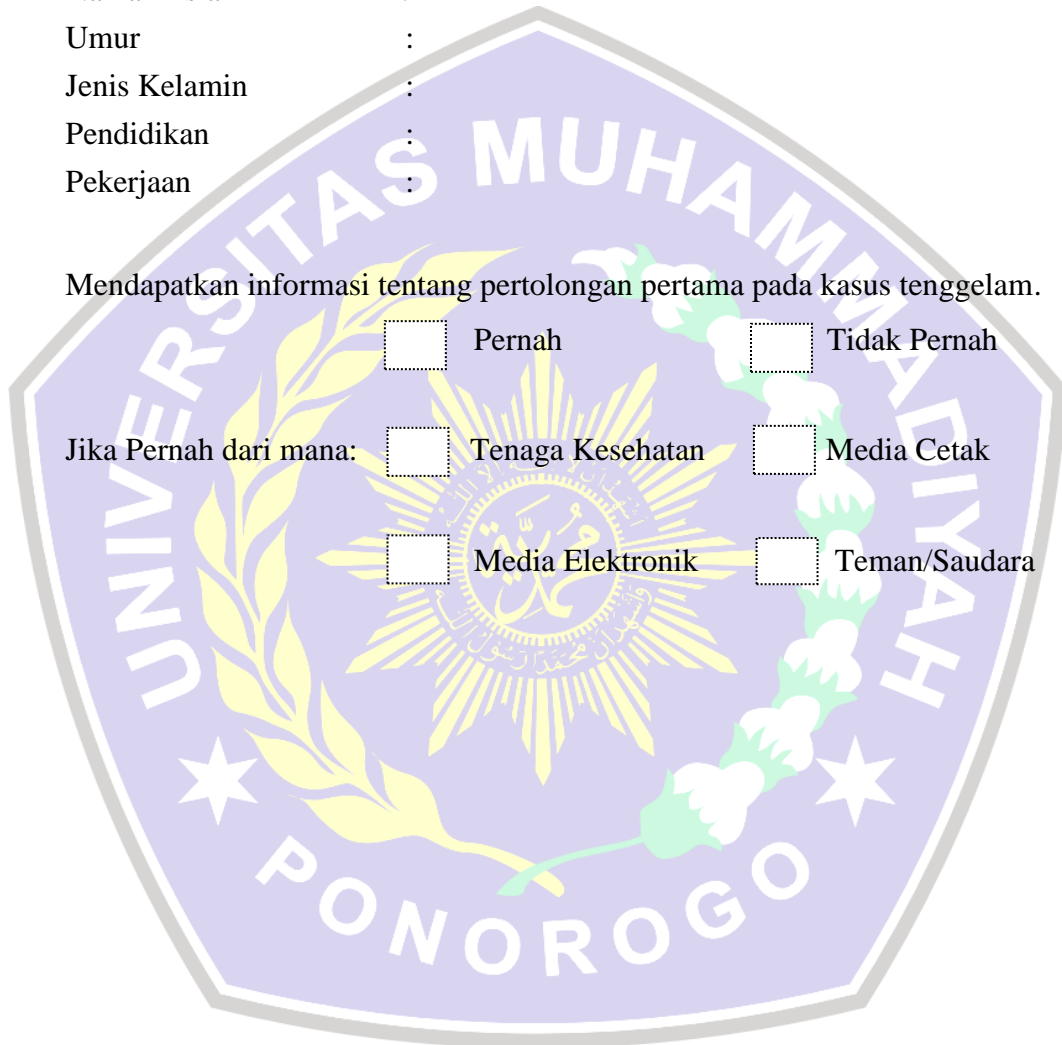 Umur :
Jenis Kelamin :
Pendidikan :
Pekerjaan :
Mendapatkan informasi tentang pertolongan pertama pada kasus tenggelam.
Pernah Tidak Pernah
Jika Pernah dari mana: Tenaga Kesehatan Media Cetak
Media Elektronik Teman/Saudara
UNIVERSITAS MUHAMMADIYAH
PONOROGO